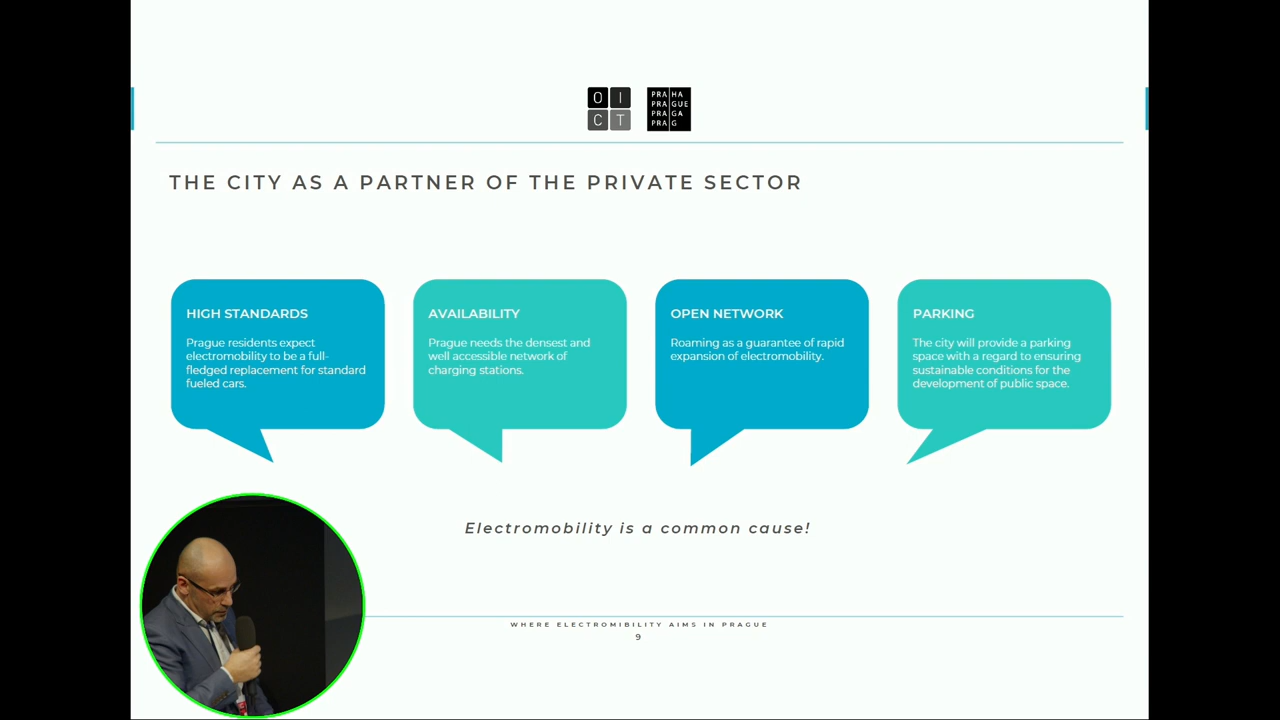 O I
C T
PRA HA
PRA GUE
PRA GA
PRA G
THE CITY AS A PARTNER OF THE PRIVATE SECTOR
HIGH STANDARDS
Prague residents expect
electromobility to be a full-
fledged replacement for standard
fueled cars.
AVAILABILITY
Prague needs the densest and
well accessible network of
charging stations.
OPEN NETWORK
Roaming as a guarantee of rapid
expansion of electromobility.
PARKING
The city will provide a parking
space with a regard to ensuring
sustainable conditions for the
development of public space.
Electromobility is a common cause!
WHERE ELECTROMIBILITY AIMS IN PRAGUE
9